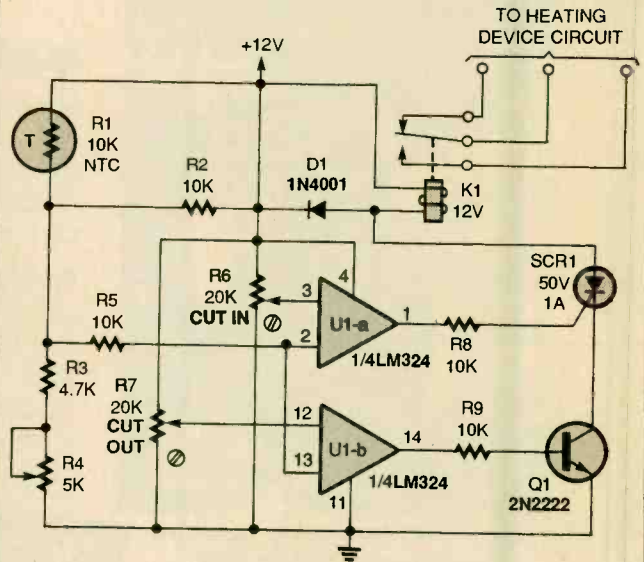 TO HEATING
DEVICE CIRCUIT
+12V
T
R1
10K
NTC
R2
10K
D1
1N4001
K1
12V
SCR1
50V
1A
R6
20K
CUT IN
4
3
2
U1-a
1
1/4LM324
R8
10K
R5
10K
R3
4.7K
R4
5K
R7
20K
CUT
OUT
12
13
U1-b
14
11
1/4LM324
R9
10K
Q1
2N2222